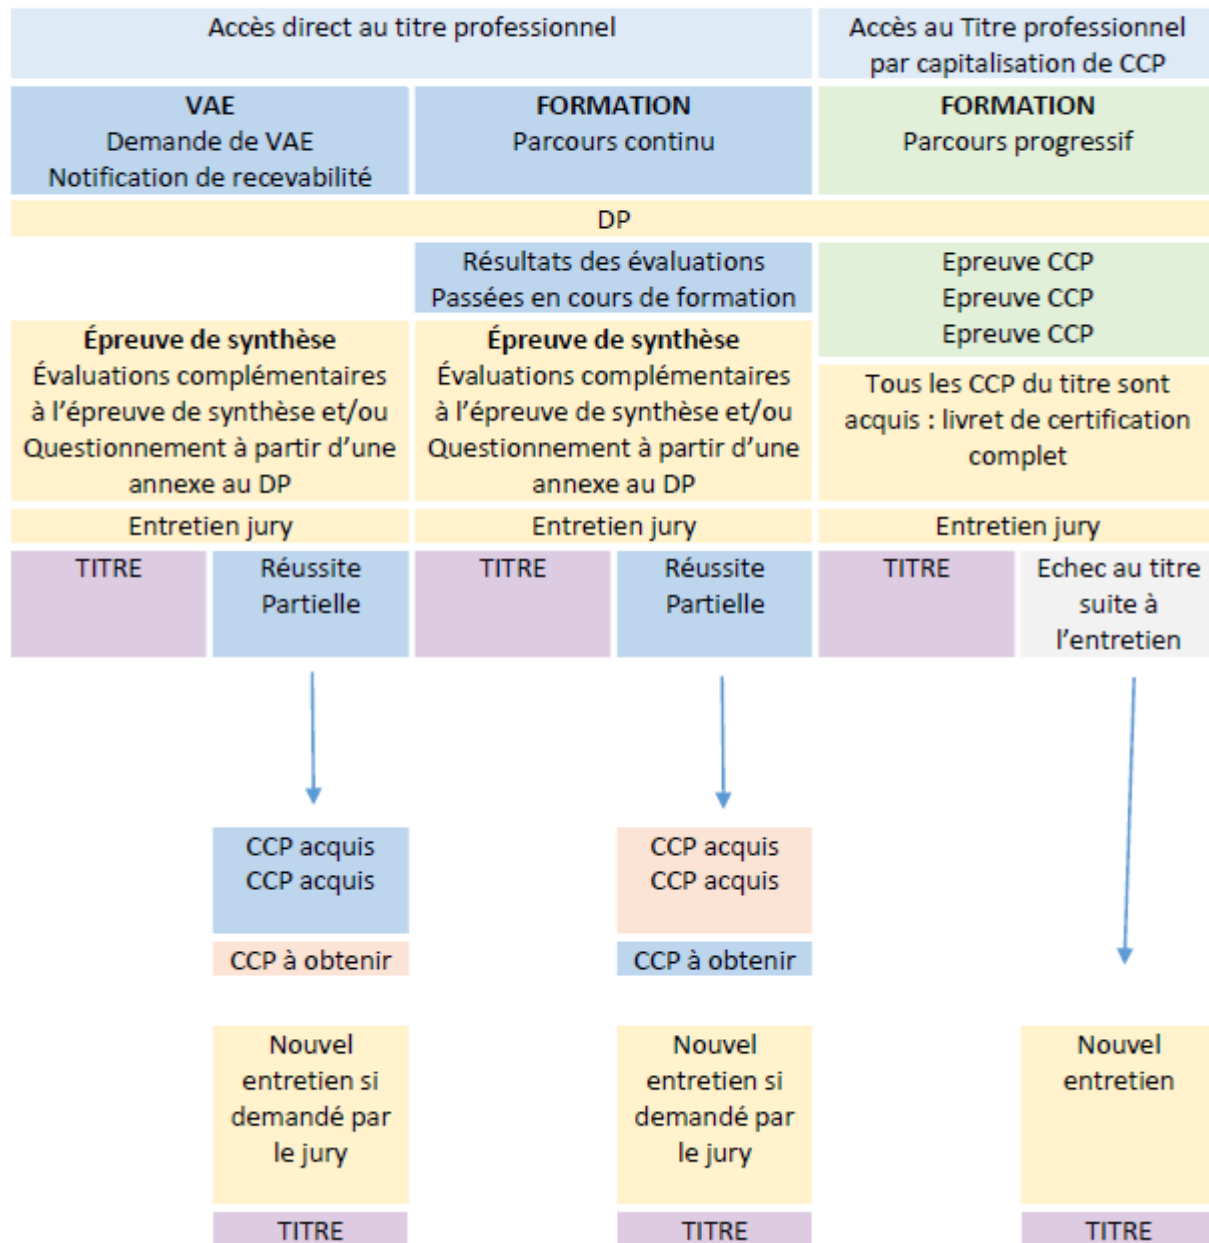 Accès direct au titre professionnel
Accès au Titre professionnel
par capitalisation de CCP
VAE
Demande de VAE
Notification de recevabilité
FORMATION
Parcours continu
FORMATION
Parcours progressif
DP
Résultats des évaluations
Passées en cours de formation
Epreuve CCP
Epreuve CCP
Epreuve CCP
Épreuve de synthèse
Évaluations complémentaires
à l’épreuve de synthèse et/ou
Questionnement à partir d’une
annexe au DP
Épreuve de synthèse
Évaluations complémentaires
à l’épreuve de synthèse et/ou
Questionnement à partir d’une
annexe au DP
Tous les CCP du titre sont
acquis : livret de certification
complet
Entretien jury
Entretien jury
Entretien jury
TITRE
Réussite
Partielle
TITRE
Réussite
Partielle
TITRE
Echec au titre
suite à
l’entretien
CCP acquis
CCP acquis
CCP acquis
CCP acquis
CCP à obtenir
CCP à obtenir
Nouvel
entretien si
demandé par
le jury
Nouvel
entretien si
demandé par
le jury
Nouvel
entretien
TITRE
TITRE
TITRE